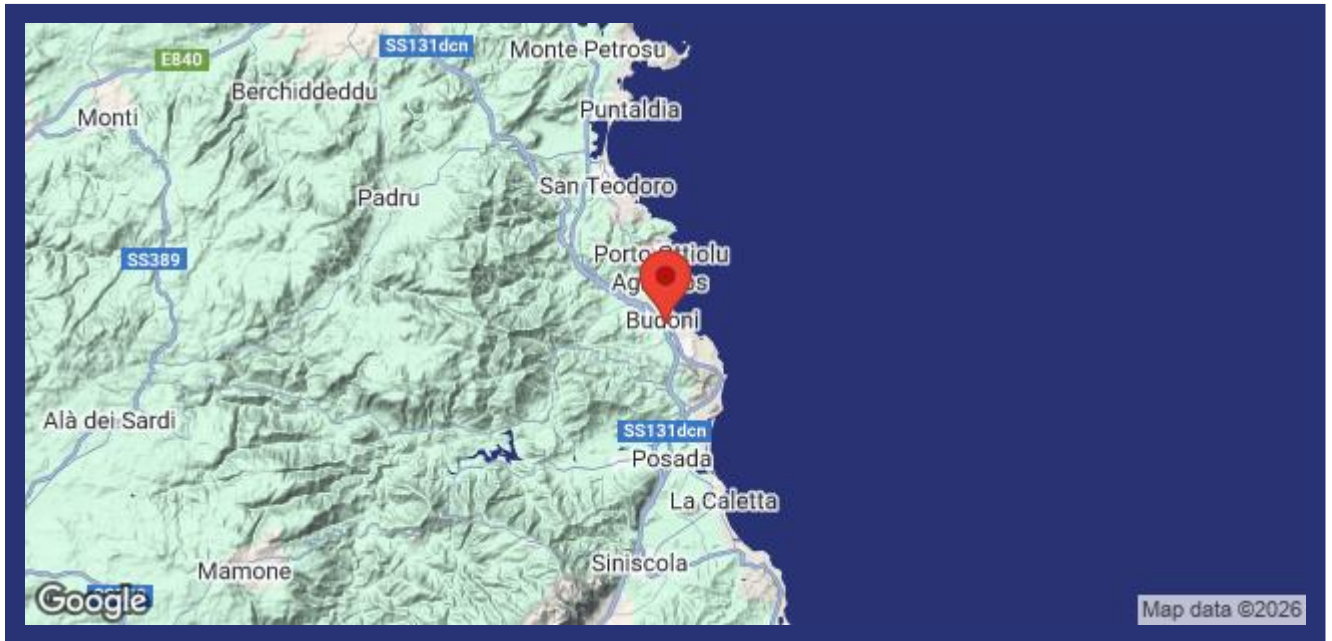 SS131dcn
Monte Petrosu
E840
Berchiddeddu
Puntaldia
Monti
San Teodoro
Padru
SS389
Budoni
Alà dei Sardi
SS131dcn
Posada
La Caletta
Siniscola
Mamone
Google
Map data ©2026